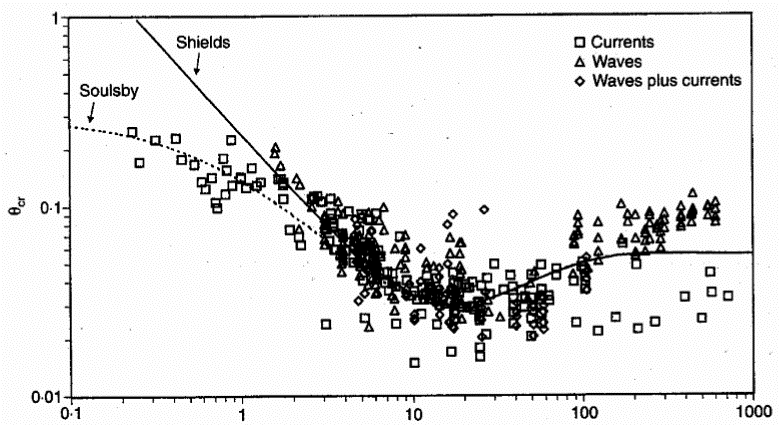 1
Shields
Currents
Waves
Waves plus currents
Soulsby
θcr
0·1
0·01
0·1
1
10
100
1000